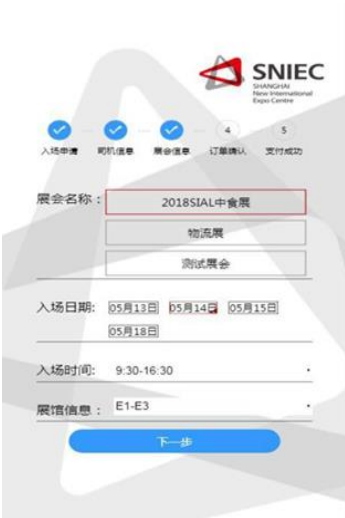 SNIEC
SHANGHAI
New International
Expo Centre
4 5
入场申请 司机信息 展会信息 订单确认 支付成功
展会名称： 2018SIAL中食展
物流展
测试展会
入场日期: 05月13日 05月14日 05月15日
05月18日
入场时间: 9:30-16:30
展馆信息： E1-E3
下一步